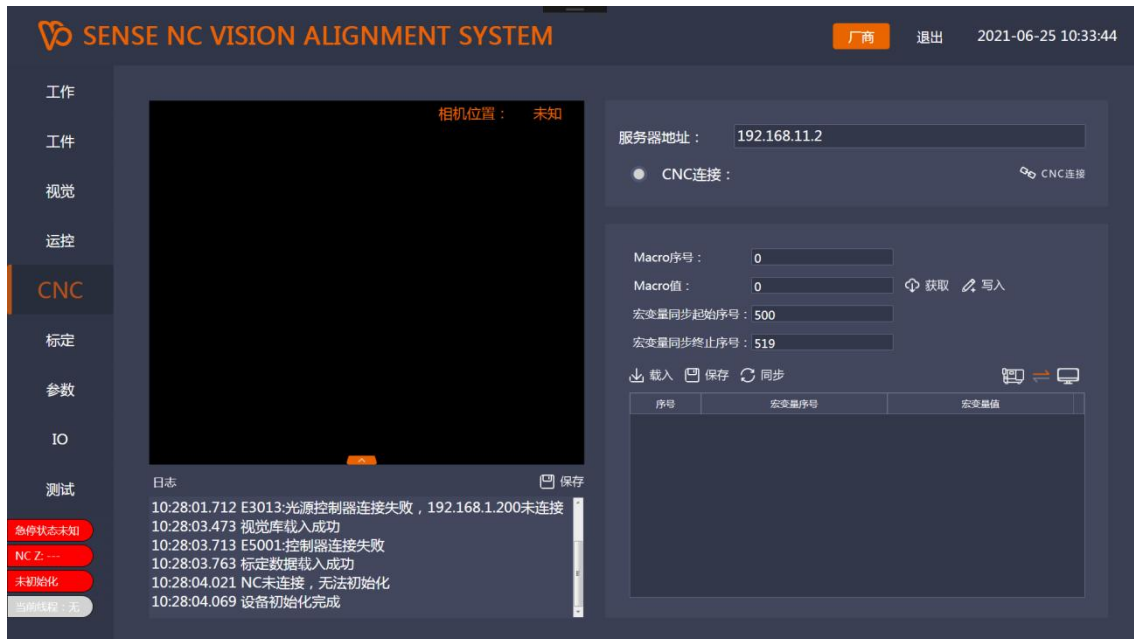 SENSE NC VISION ALIGNMENT SYSTEM
厂商 退出 2021-06-25 10:33:44
工作
工件
视觉
运控
CNC
标定
参数
IO
测试
急停状态未知
NC Z: ---
未初始化
当前线程：无
相机位置： 未知
日志 保存
10:28:01.712 E3013:光源控制器连接失败，192.168.1.200未连接
10:28:03.473 视觉库载入成功
10:28:03.713 E5001:控制器连接失败
10:28:03.763 标定数据载入成功
10:28:04.021 NC未连接，无法初始化
10:28:04.069 设备初始化完成
服务器地址： 192.168.11.2
CNC连接： CNC连接
Macro序号： 0
Macro值： 0 获取 写入
宏变量同步起始序号：500
宏变量同步终止序号：519
载入 保存 同步
序号 宏变量序号 宏变量值